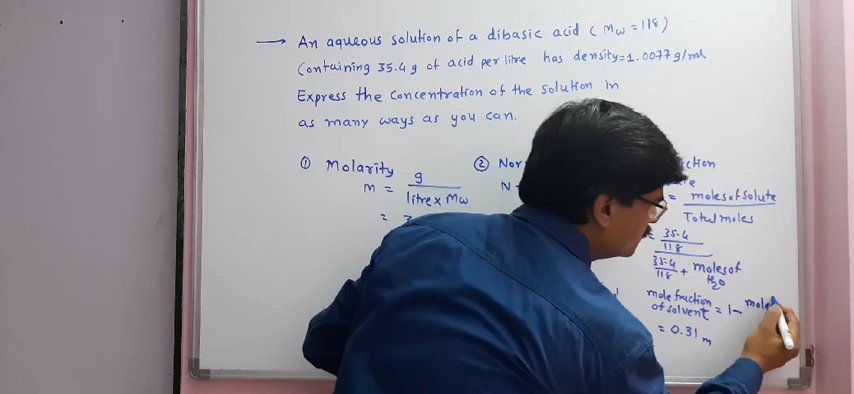 → An aqueous solution of a dibasic acid ( Mw = 118)
Containing 35.4 g of acid per litre has density = 1.0077 g/ml
Express the concentration of the solution in
as many ways as you can.
① Molarity
M = g / litre × Mw
=
② Nor
N
= moles of solute / Total moles
= 35.4/118 / 35.4/118 + moles of H2O
mole friction of solvent = 1 - mole
= 0.31 m